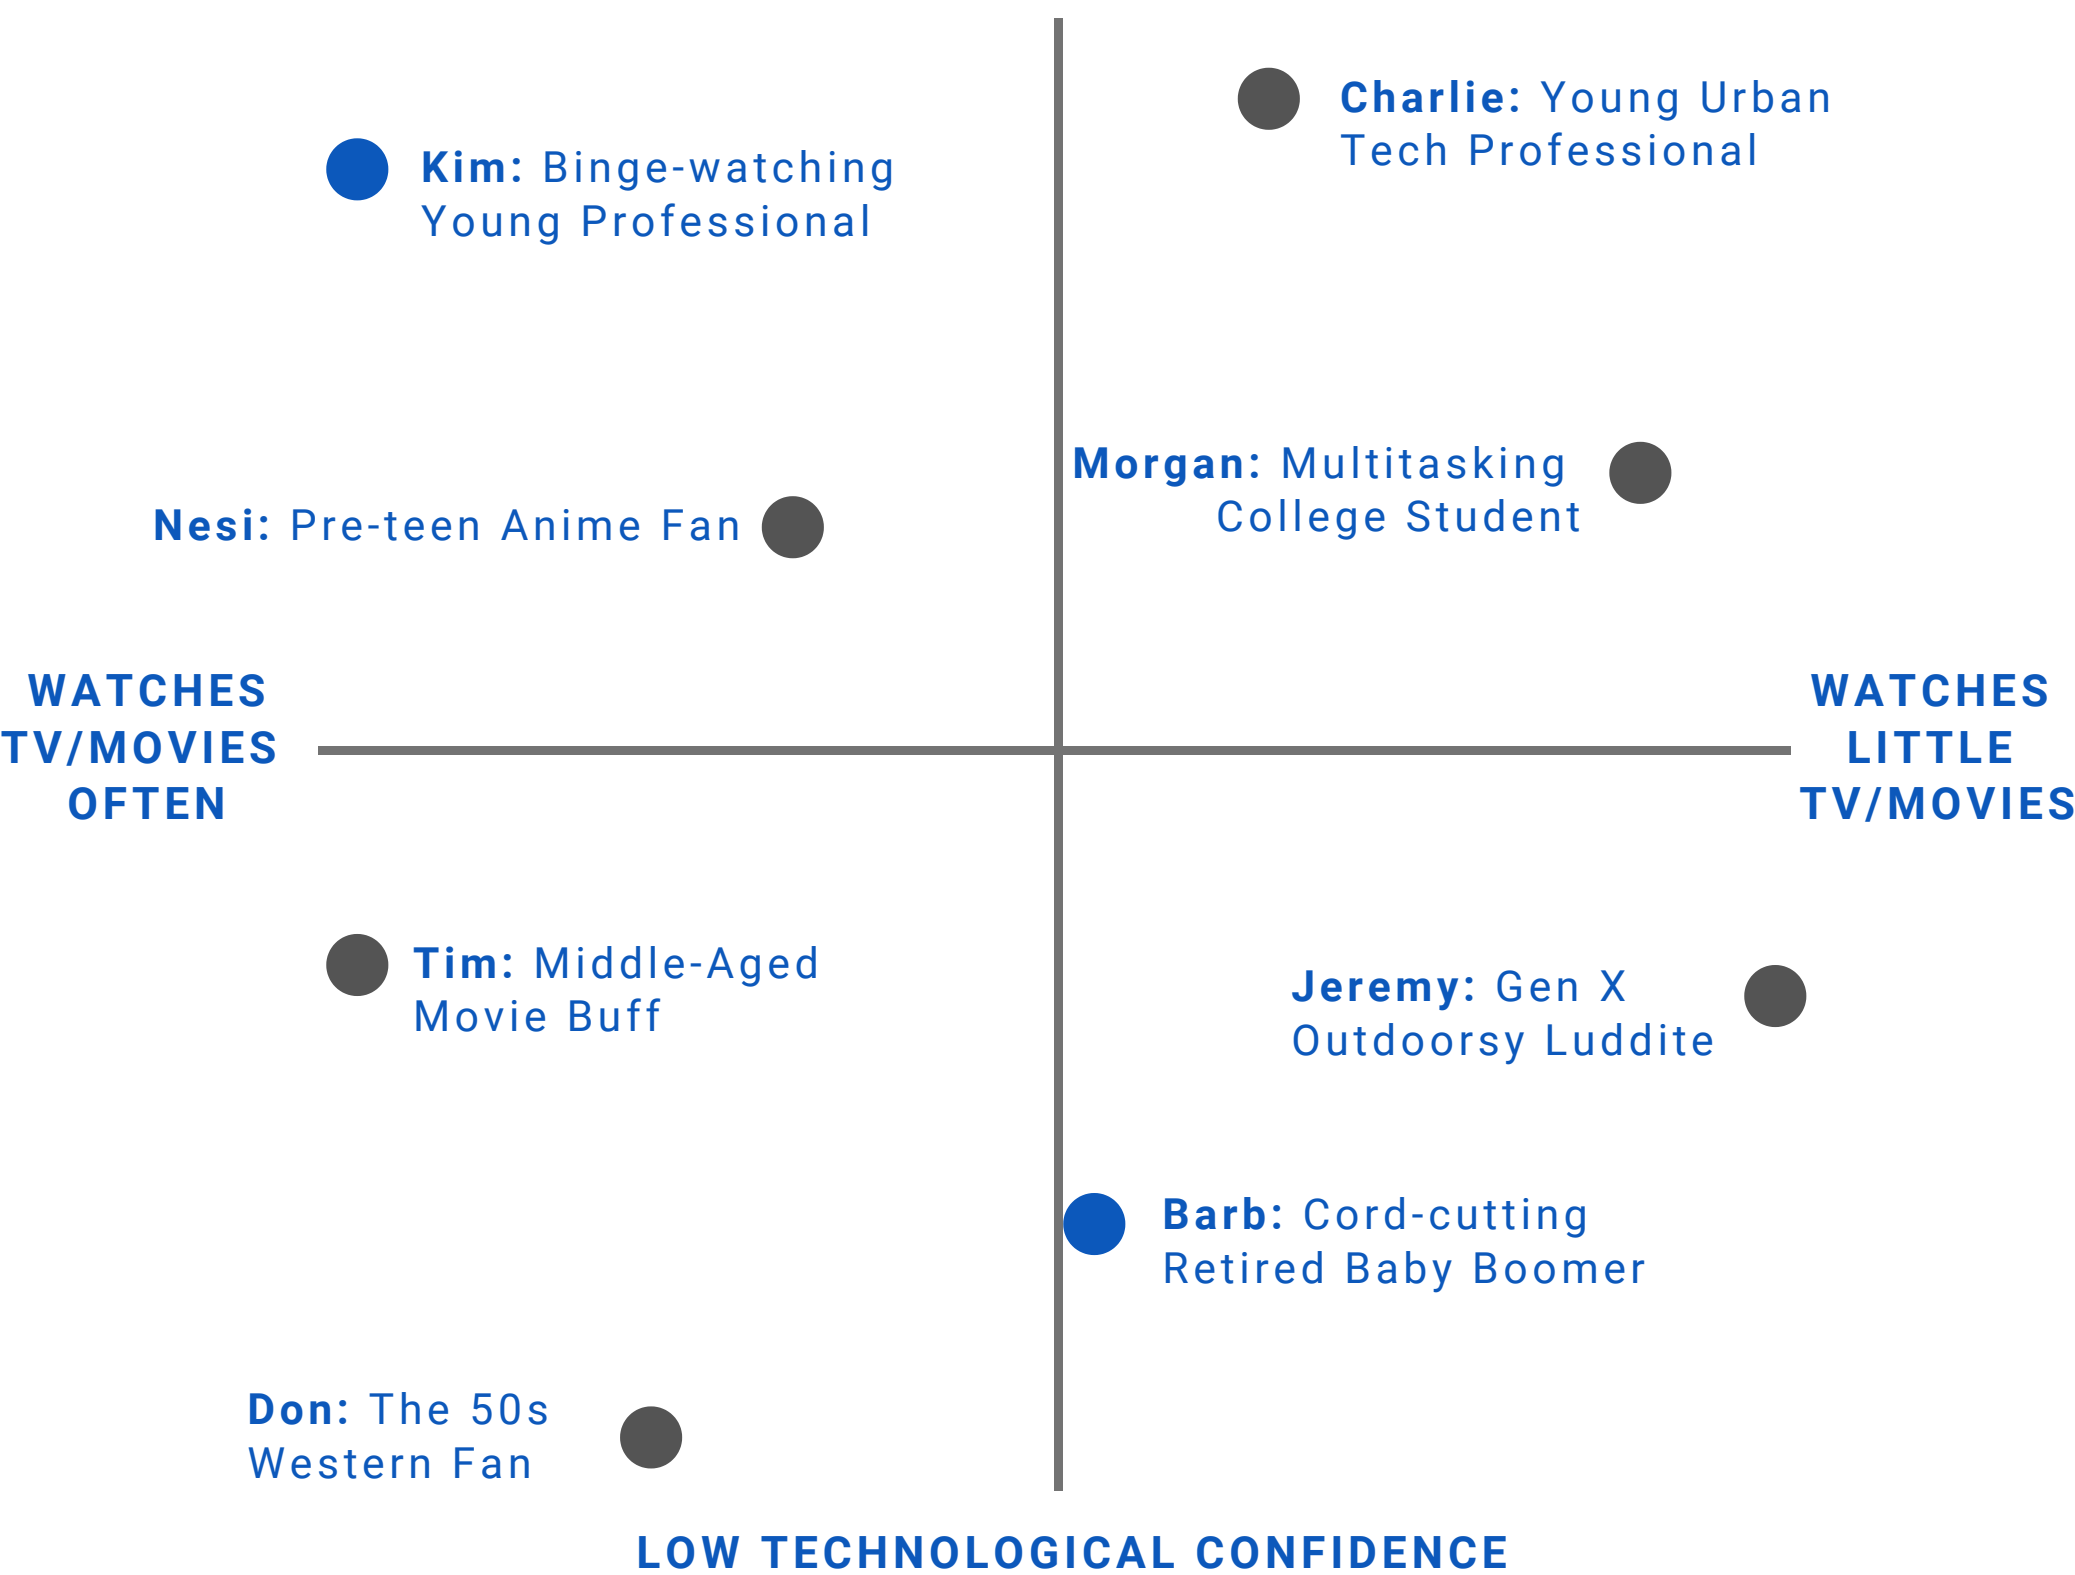 Charlie: Young Urban
Tech Professional
Kim: Binge-watching
Young Professional
Morgan: Multitasking
College Student
Nesi: Pre-teen Anime Fan
WATCHES
TV/MOVIES
OFTEN
WATCHES
LITTLE
TV/MOVIES
Tim: Middle-Aged
Movie Buff
Jeremy: Gen X
Outdoorsy Luddite
Barb: Cord-cutting
Retired Baby Boomer
Don: The 50s
Western Fan
LOW TECHNOLOGICAL CONFIDENCE